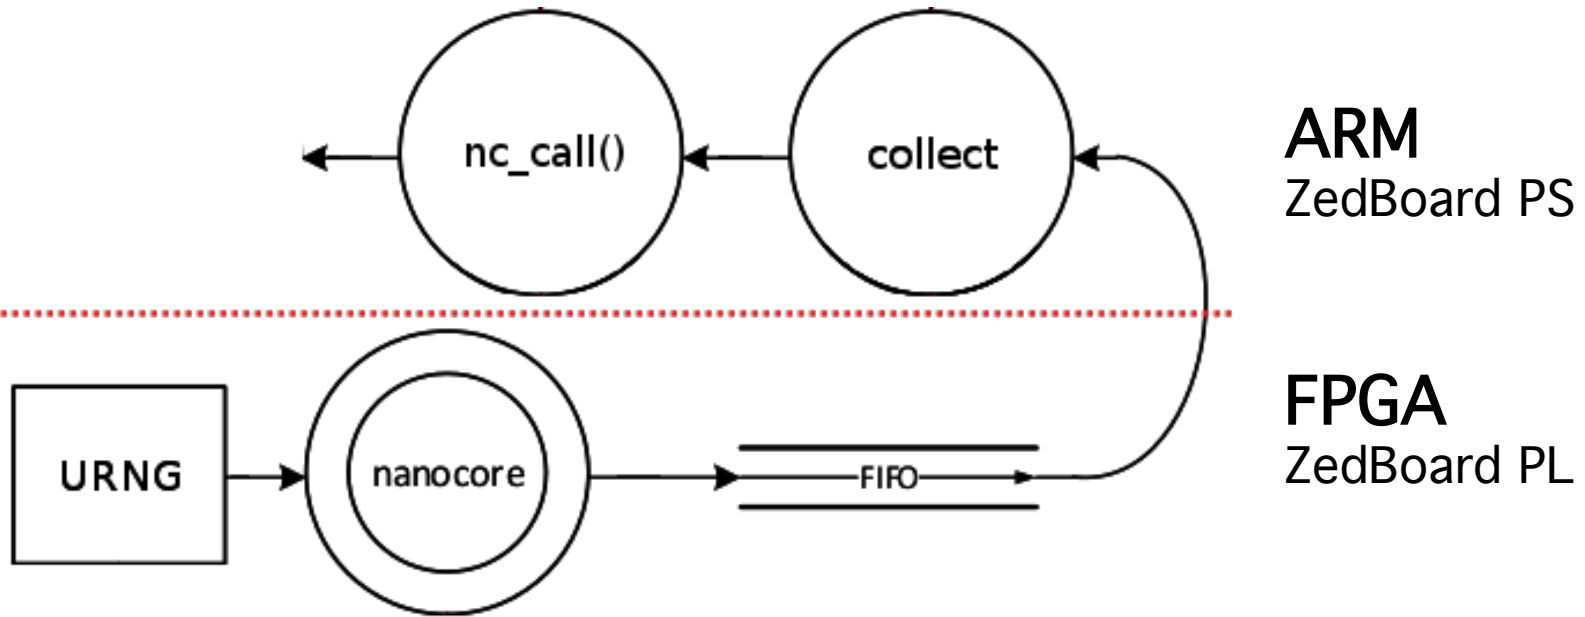 nc_call()
collect
ARM
ZedBoard PS
URNG
nanocore
FIFO
FPGA
ZedBoard PL